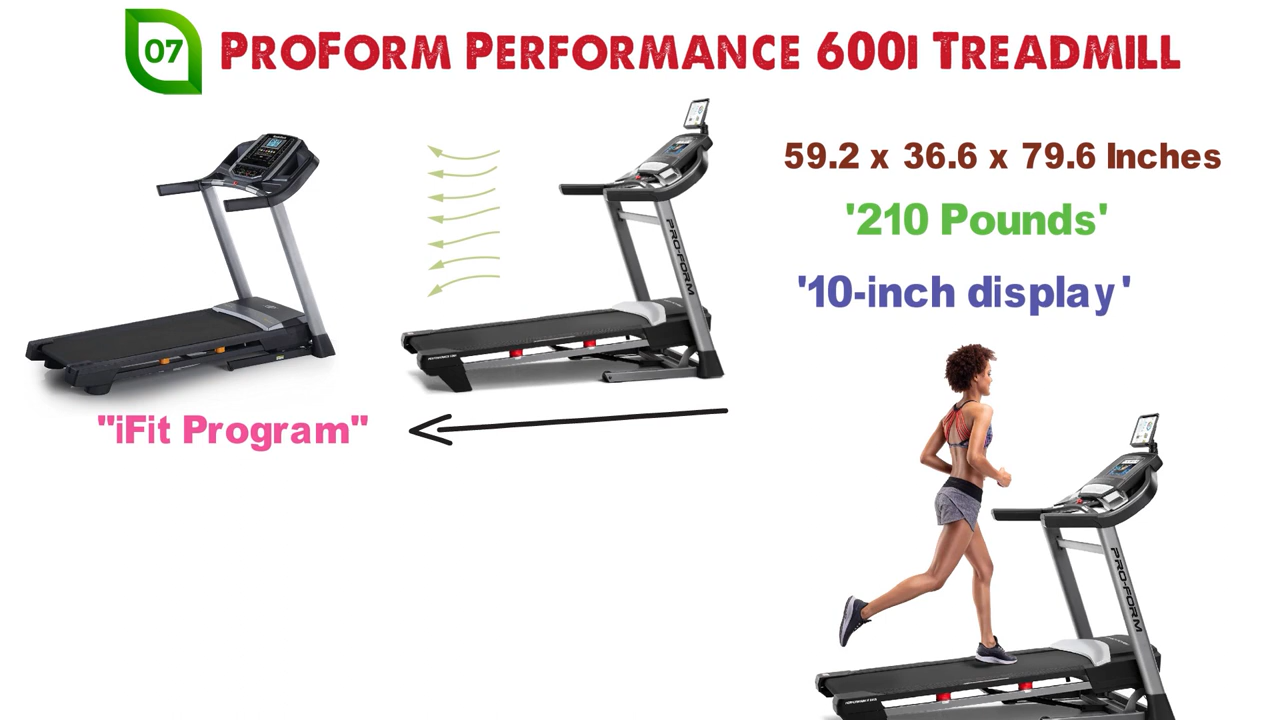 07
ProForm Performance 600i Treadmill
59.2 x 36.6 x 79.6 Inches
'210 Pounds'
'10-inch display'
PRO-FORM
"iFit Program"
PRO-FORM